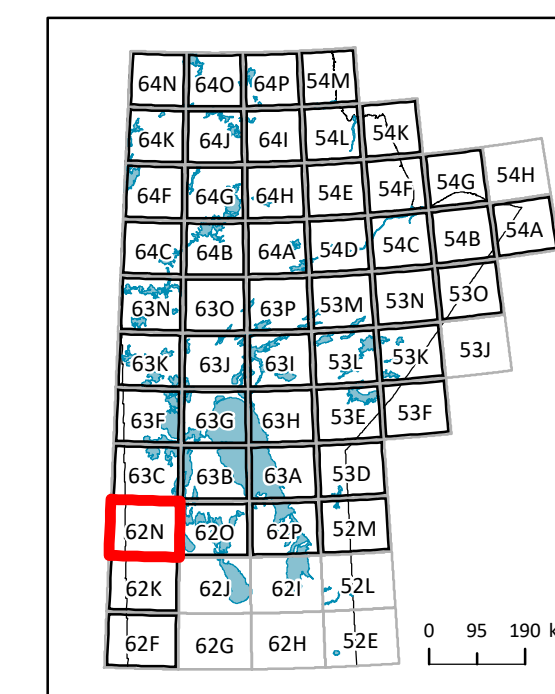 64N 64O 64P 54M
64K 64J 64I 54L 54K
64F 64G 64H 54E 54F 54G 54H
64C 64B 64A 54D 54C 54B 54A
63N 63O 63P 53M 53N 53O
63K 63J 63I 53L 53K 53J
63F 63G 63H 53E 53F
63C 63B 63A 53D
62N 62O 62P 52M
62K 62J 62I 52L
62F 62G 62H 52E
0 95 190 k